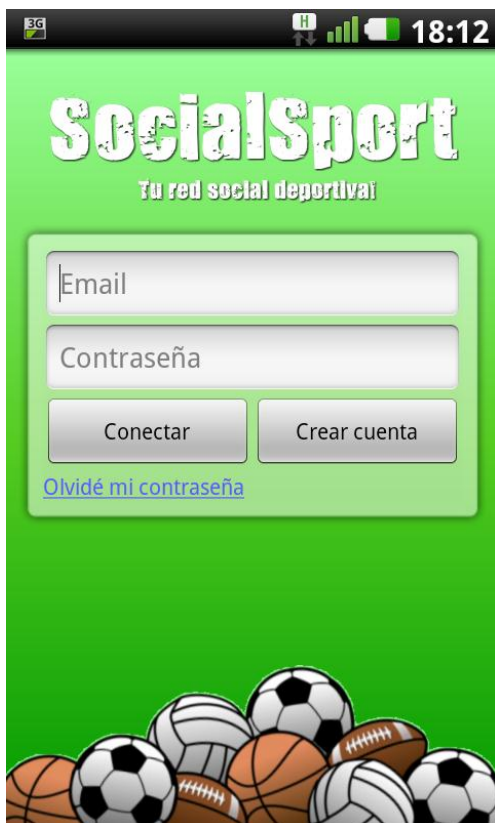 3G H 18:12
SocialSport
Tu red social deportiva¡
Email
Contraseña
Conectar Crear cuenta
Olvidé mi contraseña